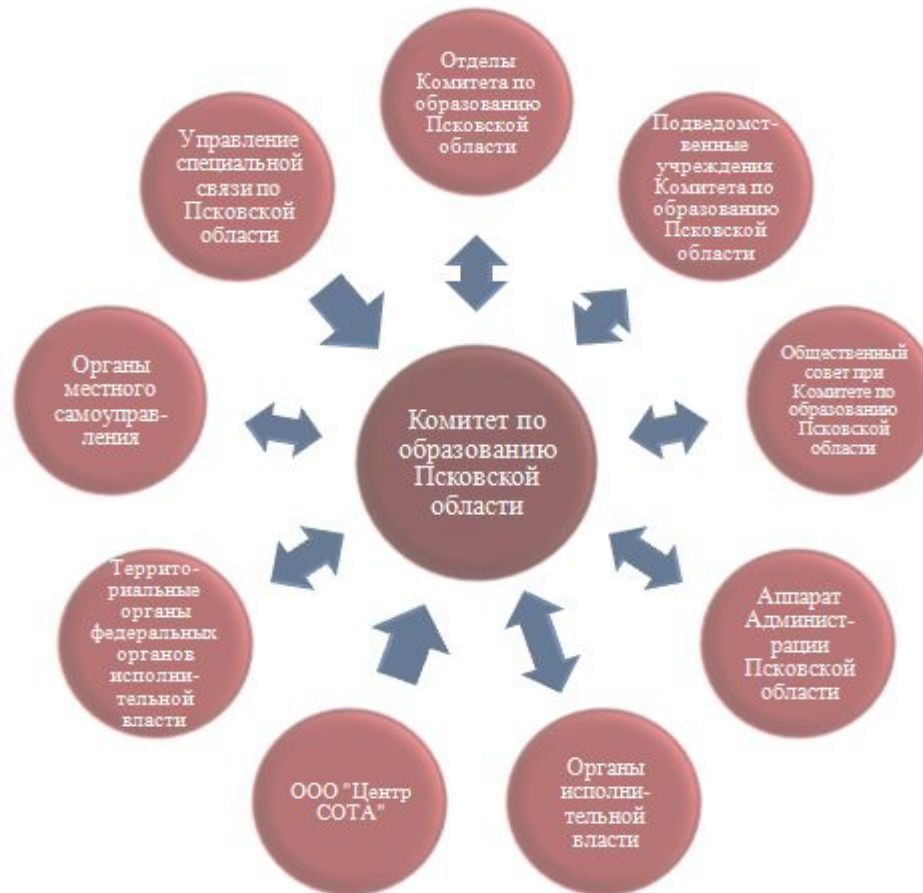 Отделы
Комитета по
образованию
Псковской
области
Подведомст-
венные
учреждения
Комитета по
образованию
Псковской
области
Общественный
совет при
Комитете по
образованию
Псковской
области
Аппарат
Админист-
рации
Псковской
области
Органы
исполни-
тельной
власти
ООО "Центр
СОТА"
Террито-
риальные
органы
федеральных
органов
исполни-
тельной
власти
Органы
местного
самоуправ-
ления
Управление
специальной
связи по
Псковской
области
Комитет по
образованию
Псковской
области